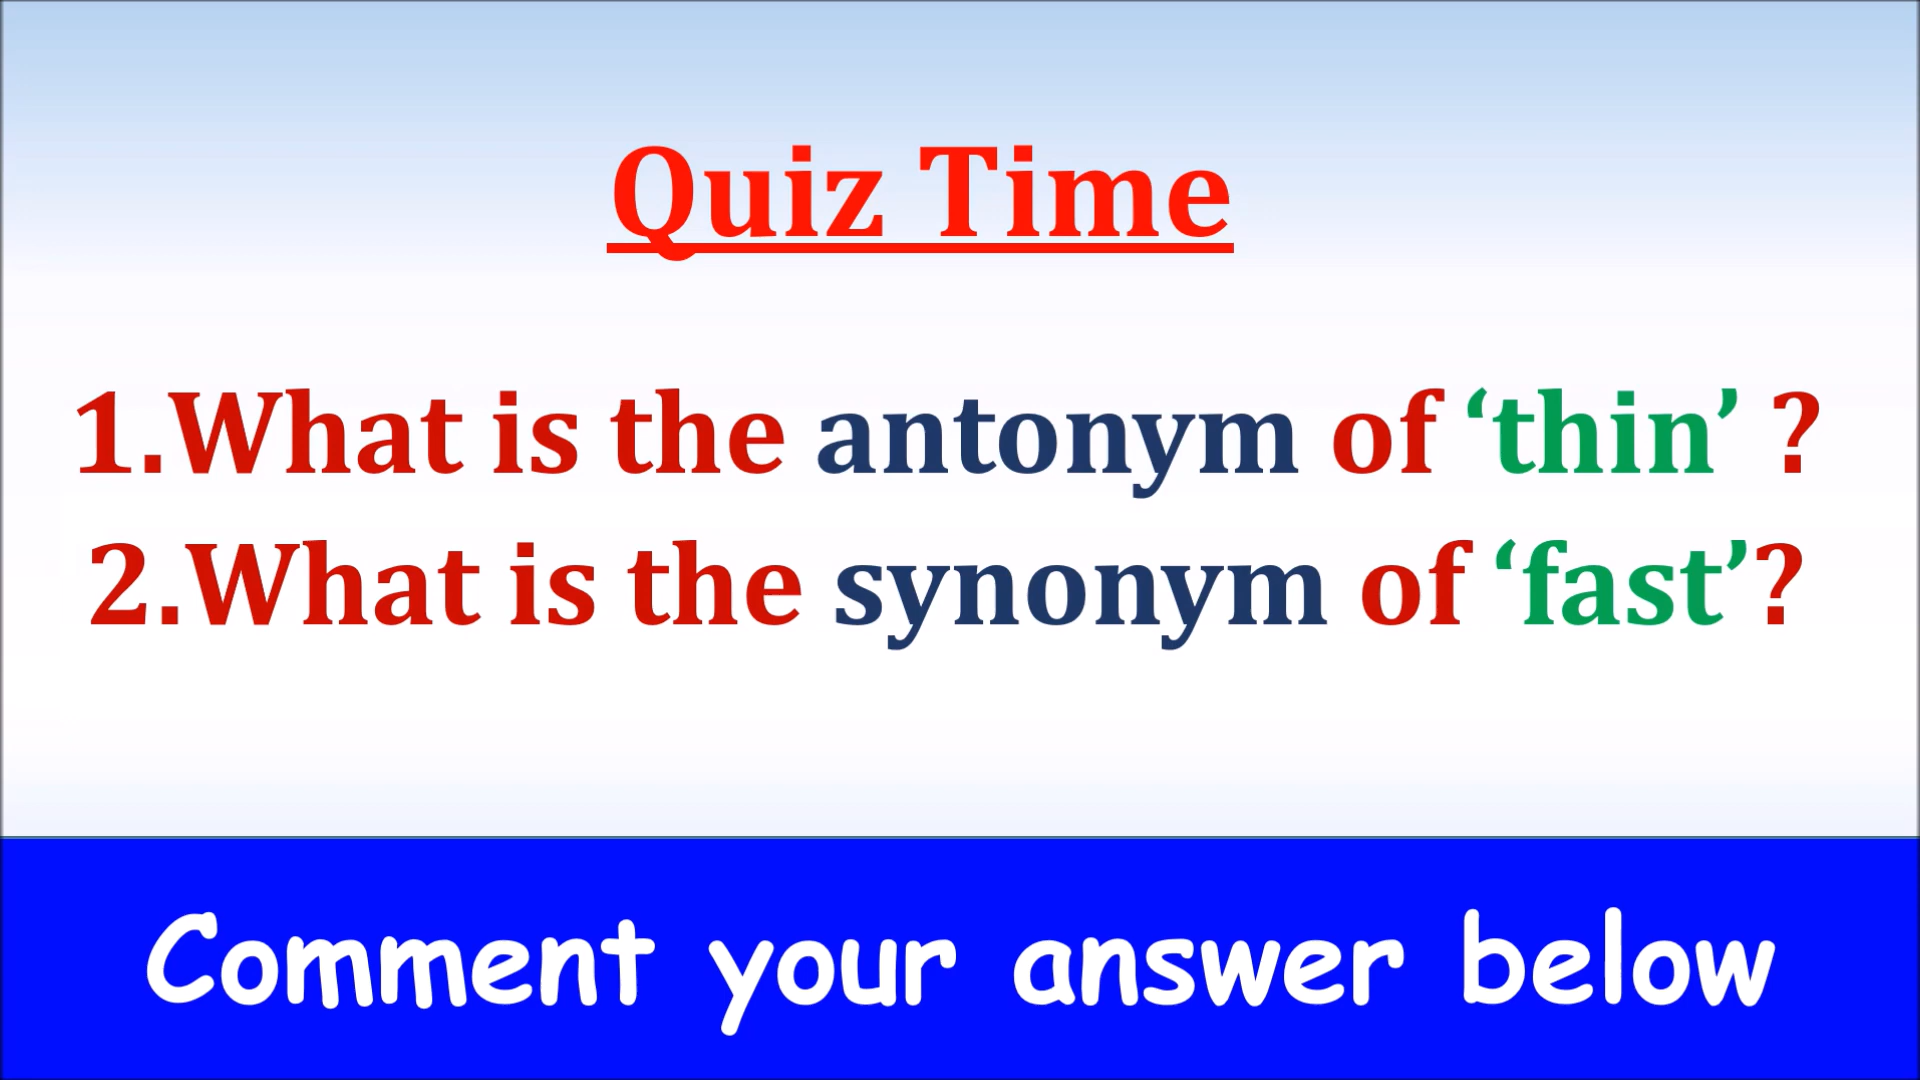 Quiz Time
1.What is the antonym of ‘thin’ ?
2.What is the synonym of ‘fast’?
Comment your answer below